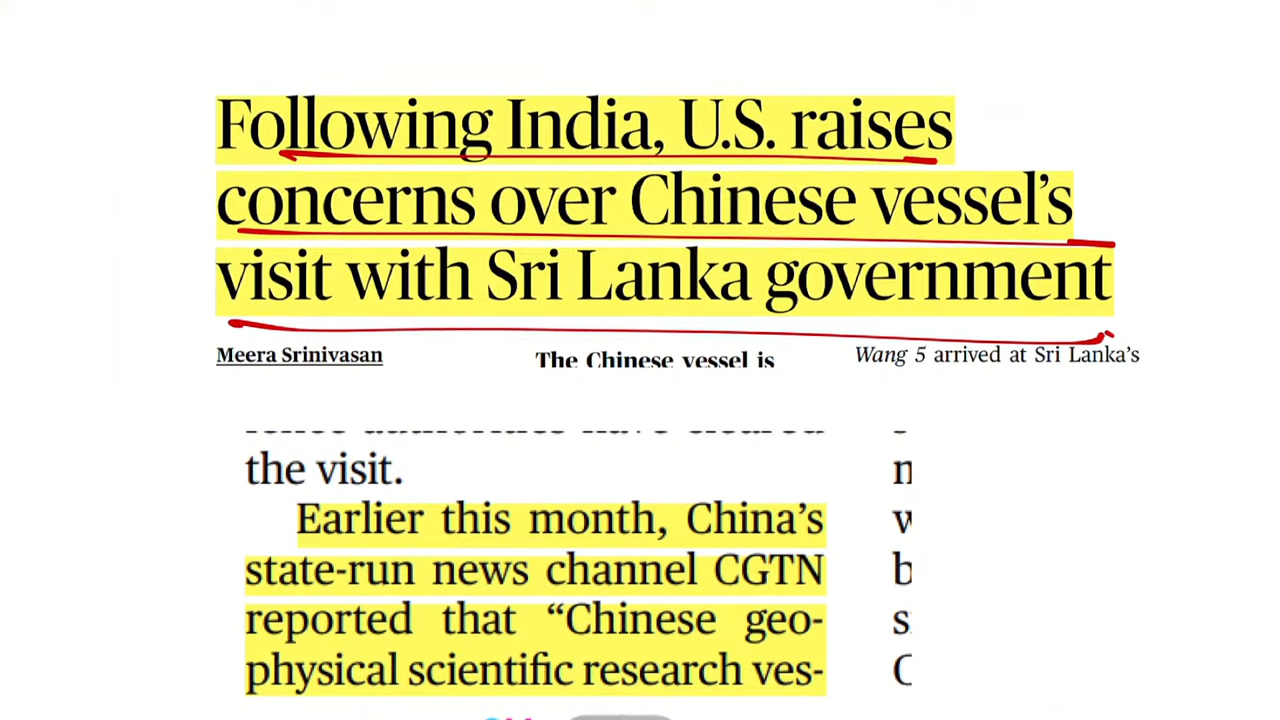 Following India, U.S. raises
concerns over Chinese vessel's
visit with Sri Lanka government
Meera Srinivasan
The Chinese vessel is
Wang 5 arrived at Sri Lanka's
the visit.
Earlier this month, China's
state-run news channel CGTN
reported that “Chinese geo-
physical scientific research ves-